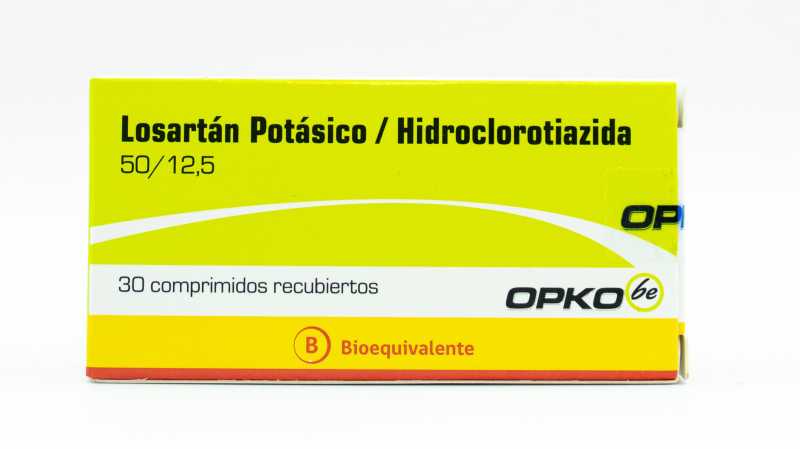 Losartán Potásico / Hidroclorotiazida
50/12,5
OP
30 comprimidos recubiertos
OPKO be
B Bioequivalente